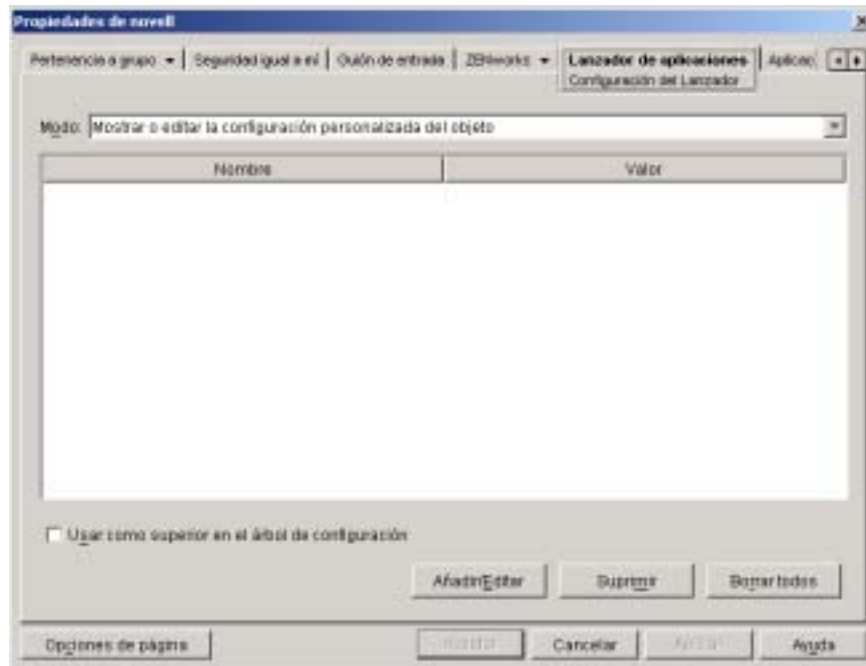 Propiedades de novell
Pertenencia a grupo Seguridad igual a mí Guión de entrada ZENworks Lanzador de aplicaciones Aplicac
Configuración del Lanzador
Modo: Mostrar o editar la configuración personalizada del objeto
Nombre Valor
Usar como superior en el árbol de configuración
Añadir/Editar Suprimir Borrar todos
Opciones de página Cancelar Ayuda